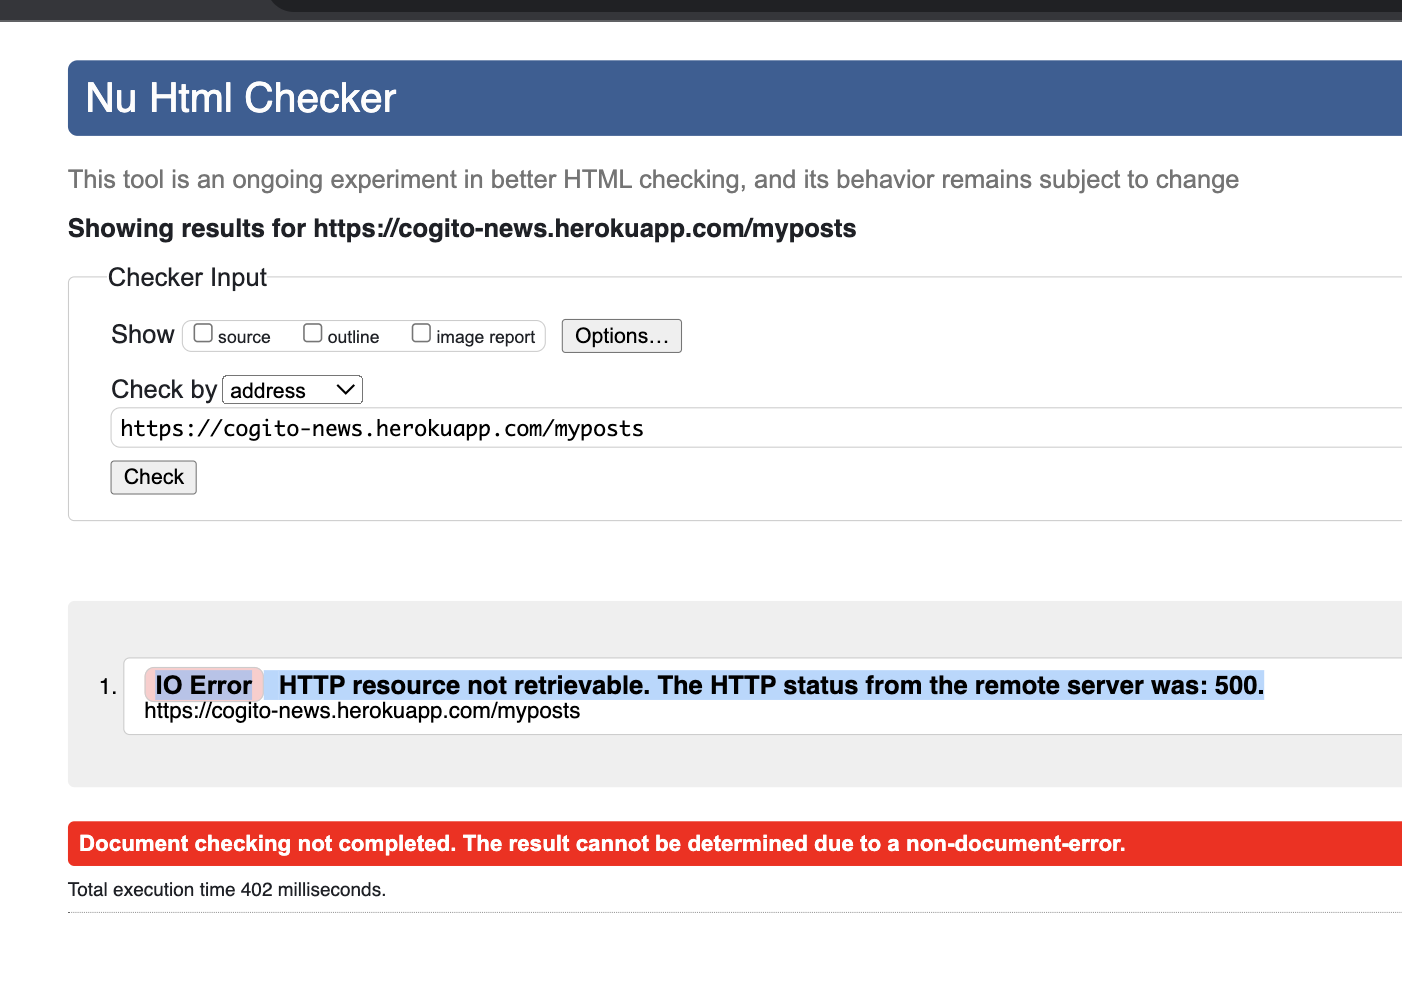 Nu Html Checker
This tool is an ongoing experiment in better HTML checking, and its behavior remains subject to change
Showing results for https://cogito-news.herokuapp.com/myposts
Checker Input
Show source outline image report Options...
Check by address
https://cogito-news.herokuapp.com/myposts
Check
1. IO Error HTTP resource not retrievable. The HTTP status from the remote server was: 500.
https://cogito-news.herokuapp.com/myposts
Document checking not completed. The result cannot be determined due to a non-document-error.
Total execution time 402 milliseconds.